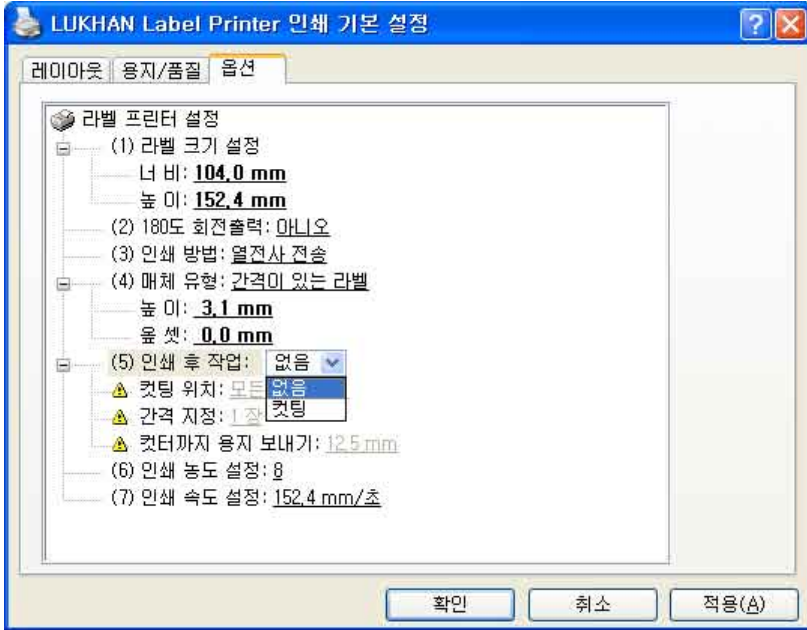 LUKHAN Label Printer 인쇄 기본 설정
레이아웃 용지/품질 옵션
라벨 프린터 설정
(1) 라벨 크기 설정
너 비: 104,0 mm
높 이: 152,4 mm
(2) 180도 회전출력: 아니오
(3) 인쇄 방법: 열전사 전송
(4) 매체 유형: 간격이 있는 라벨
높 이: 3,1 mm
옾 셋: 0,0 mm
(5) 인쇄 후 작업: 없음
컷팅 위치: 모든 없음
간격 지정: 1 장 컷팅
컷터까지 용지 보내기: 12,5 mm
(6) 인쇄 농도 설정: 8
(7) 인쇄 속도 설정: 152,4 mm/초
확인 취소 적용(A)